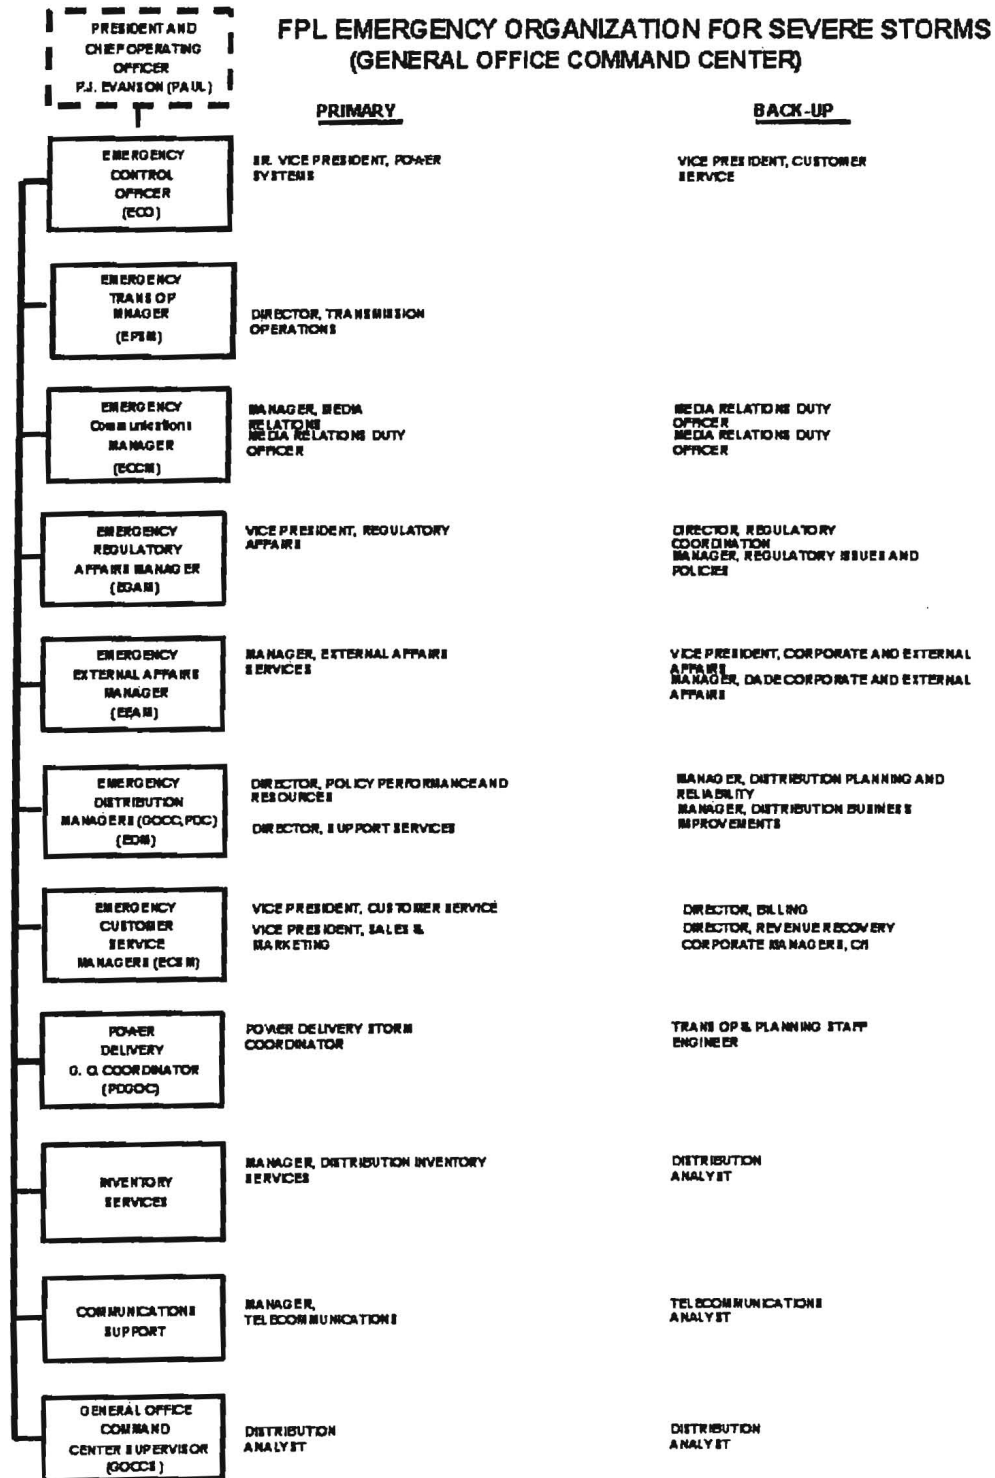 PRESIDENT AND
CHIEF OPERATING
OFFICER
P.J. EVANSON (PAUL)
FPL EMERGENCY ORGANIZATION FOR SEVERE STORMS
(GENERAL OFFICE COMMAND CENTER)
PRIMARY
BACK-UP
EMERGENCY
CONTROL
OFFICER
(ECO)
SR. VICE PRESIDENT, POWER
SYSTEMS
VICE PRESIDENT, CUSTOMER
SERVICE
EMERGENCY
TRANS OP
MNAGER
(EPSM)
DIRECTOR, TRANSMISSION
OPERATIONS
EMERGENCY
Communications
MANAGER
(ECCM)
MANAGER, MEDIA
RELATIONS
MEDIA RELATIONS DUTY
OFFICER
MEDIA RELATIONS DUTY
OFFICER
MEDIA RELATIONS DUTY
OFFICER
EMERGENCY
REGULATORY
AFFAIRS MANAGER
(EGAM)
VICE PRESIDENT, REGULATORY
AFFAIRS
DIRECTOR, REGULATORY
COORDINATION
MANAGER, REGULATORY ISSUES AND
POLICIES
EMERGENCY
EXTERNAL AFFAIRS
MANAGER
(EEAM)
MANAGER, EXTERNAL AFFAIRS
SERVICES
VICE PRESIDENT, CORPORATE AND EXTERNAL
AFFAIRS
MANAGER, DADE CORPORATE AND EXTERNAL
AFFAIRS
EMERGENCY
DISTRIBUTION
MANAGERS (GOCC, PDC)
(EDM)
DIRECTOR, POLICY PERFORMANCE AND
RESOURCES
DIRECTOR, SUPPORT SERVICES
MANAGER, DISTRIBUTION PLANNING AND
RELIABILITY
MANAGER, DISTRIBUTION BUSINESS
IMPROVEMENTS
EMERGENCY
CUSTOMER
SERVICE
MANAGERS (ECSM)
VICE PRESIDENT, CUSTOMER SERVICE
VICE PRESIDENT, SALES &
MARKETING
DIRECTOR, BILLING
DIRECTOR, REVENUE RECOVERY
CORPORATE MANAGERS, CM
POWER
DELIVERY
G. O. COORDINATOR
(PDGOC)
POWER DELIVERY STORM
COORDINATOR
TRANS OP & PLANNING STAFF
ENGINEER
INVENTORY
SERVICES
MANAGER, DISTRIBUTION INVENTORY
SERVICES
DISTRIBUTION
ANALYST
COMMUNICATIONS
SUPPORT
MANAGER,
TELECOMMUNICATIONS
TELECOMMUNICATIONS
ANALYST
GENERAL OFFICE
COMMAND
CENTER SUPERVISOR
(GOCCS)
DISTRIBUTION
ANALYST
DISTRIBUTION
ANALYST